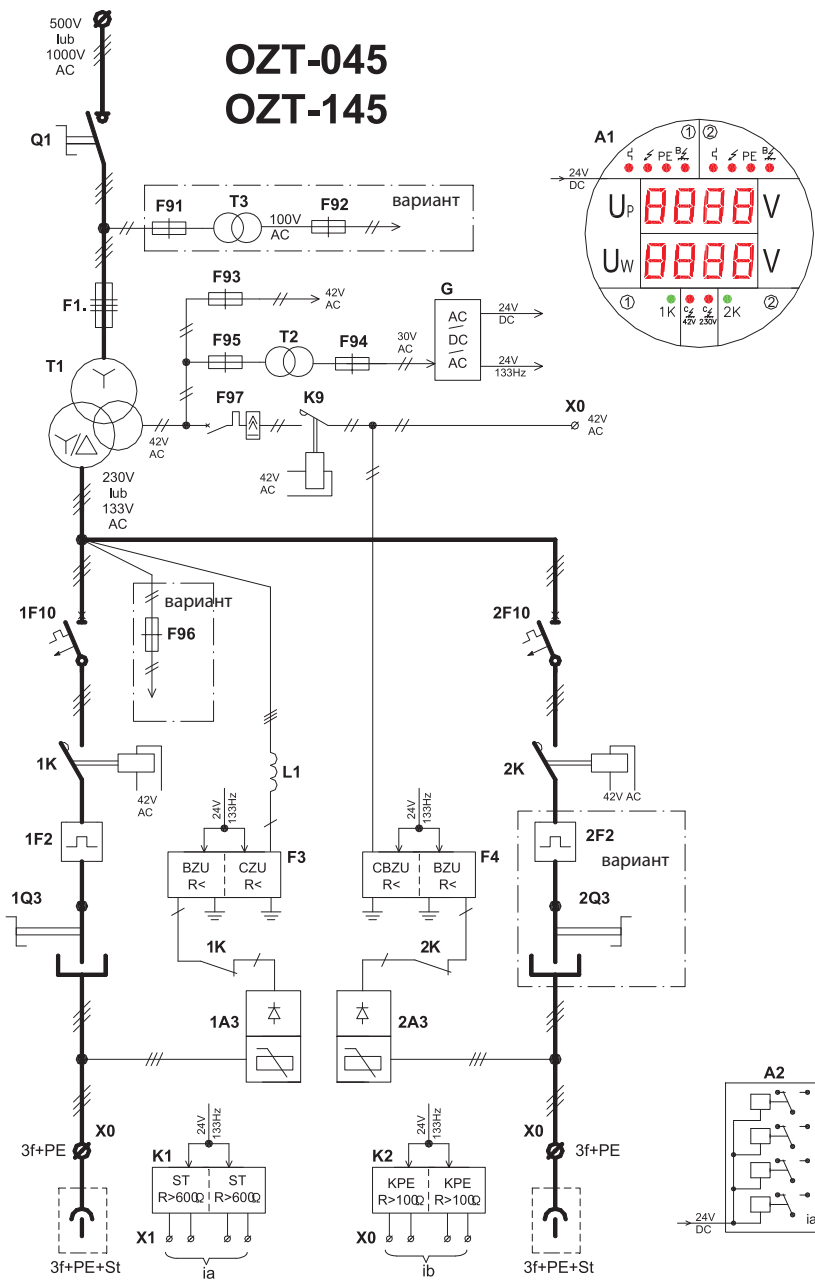 500V
lub
1000V
AC
OZT-045
OZT-145
Q1
A1
① ②
PE B PE B
24V
DC
UP 8888 V
UW 8888 V
① 1K C 42V C 230V 2K ②
F91 T3 100V AC F92 вариант
F1.
F93 42V AC
G
AC
DC
AC
24V
DC
24V
133Hz
F95 T2 F94 30V AC
T1
F97 K9 X0
42V
AC
42V
AC
42V
AC
230V
lub
133V
AC
вариант
1F10 F96 2F10
1K L1 2K
42V
AC
42V AC
24V
133Hz
24V
133Hz
1F2 2F2
вариант
F3 F4
BZU
R<
CZU
R<
CBZU
R<
BZU
R<
1Q3 2Q3
1K 2K
1A3 2A3
A2
24V
133Hz
24V
133Hz
X0 X0
3f+PE K1 K2 3f+PE
ST
R>600Ω
ST
R>600Ω
KPE
R>100Ω
KPE
R>100Ω
24V
DC
ia
X1 X0
ia ib
3f+PE+St 3f+PE+St